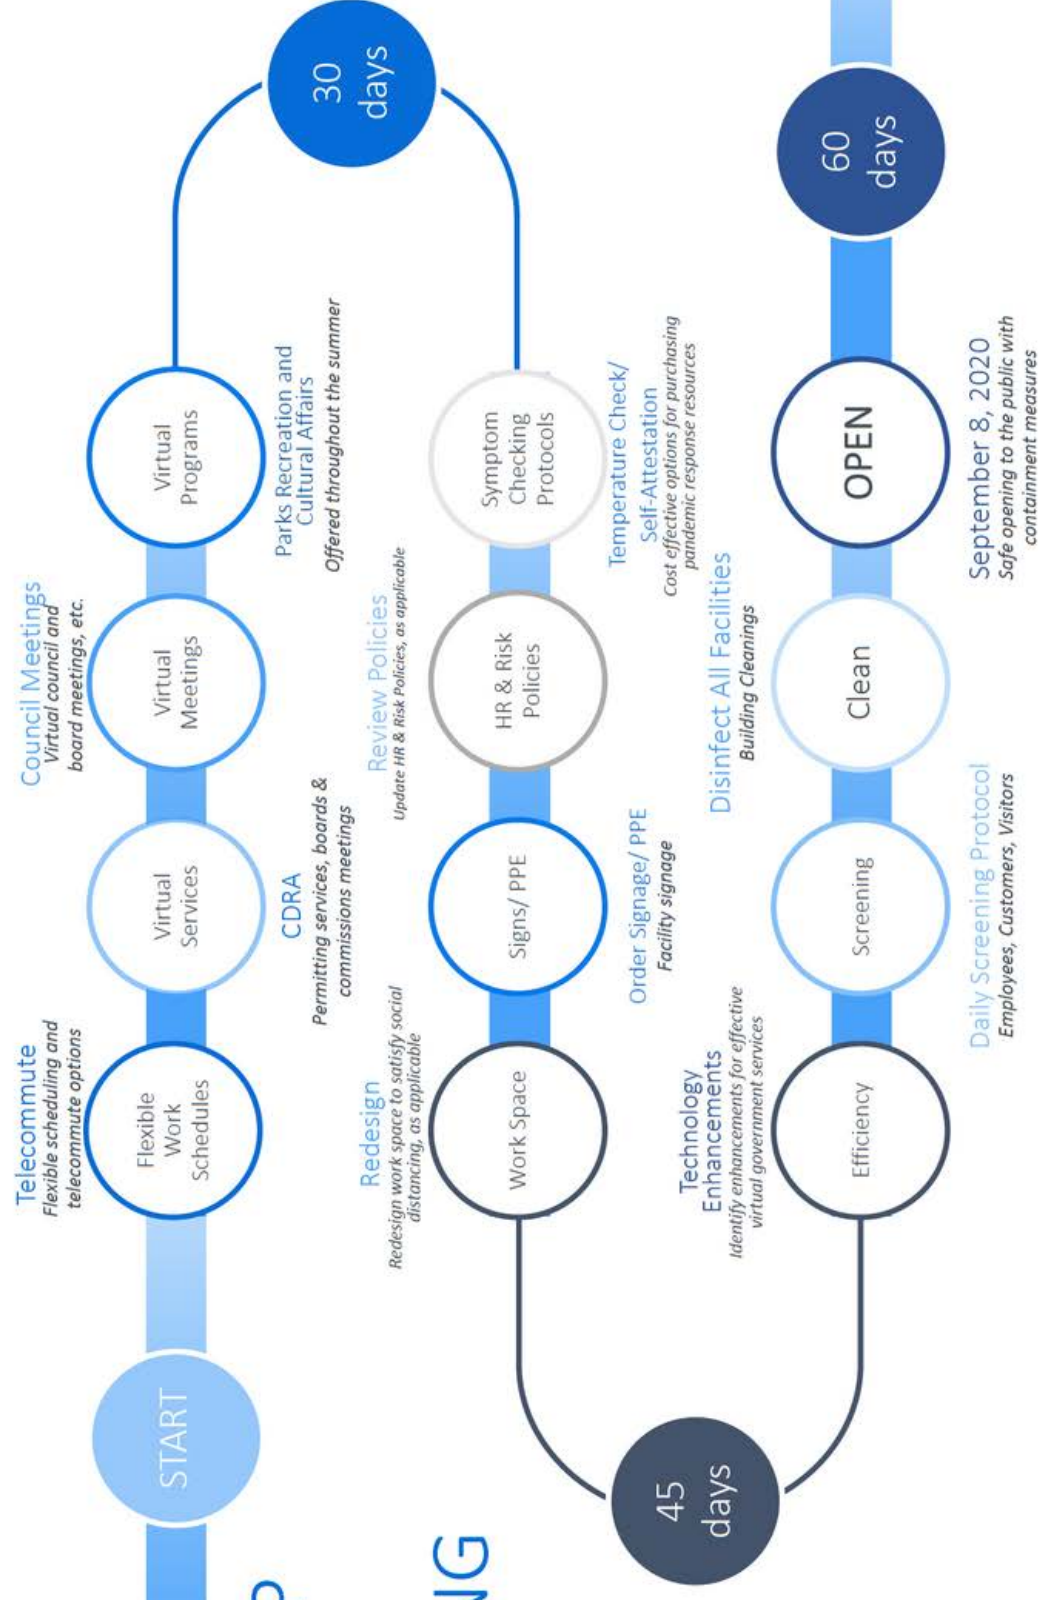 START
Telecommute
Flexible scheduling and
telecommute options
Flexible
Work
Schedules
Virtual
Services
CDRA
Permitting services, boards &
commissions meetings
Council Meetings
Virtual council and
board meetings, etc.
Virtual
Meetings
Virtual
Programs
Parks Recreation and
Cultural Affairs
Offered throughout the summer
30
days
Symptom
Checking
Protocols
Temperature Check/
Self-Attestation
Cost effective options for purchasing
pandemic response resources
Review Policies
Update HR & Risk Policies, as applicable
HR & Risk
Policies
Signs/ PPE
Order Signage/ PPE
Facility signage
Redesign
Redesign work space to satisfy social
distancing, as applicable
Work Space
45
days
Technology
Enhancements
Identify enhancements for effective
virtual government services
Efficiency
Screening
Daily Screening Protocol
Employees, Customers, Visitors
Disinfect All Facilities
Building Cleanings
Clean
OPEN
September 8, 2020
Safe opening to the public with
containment measures
60
days
NG